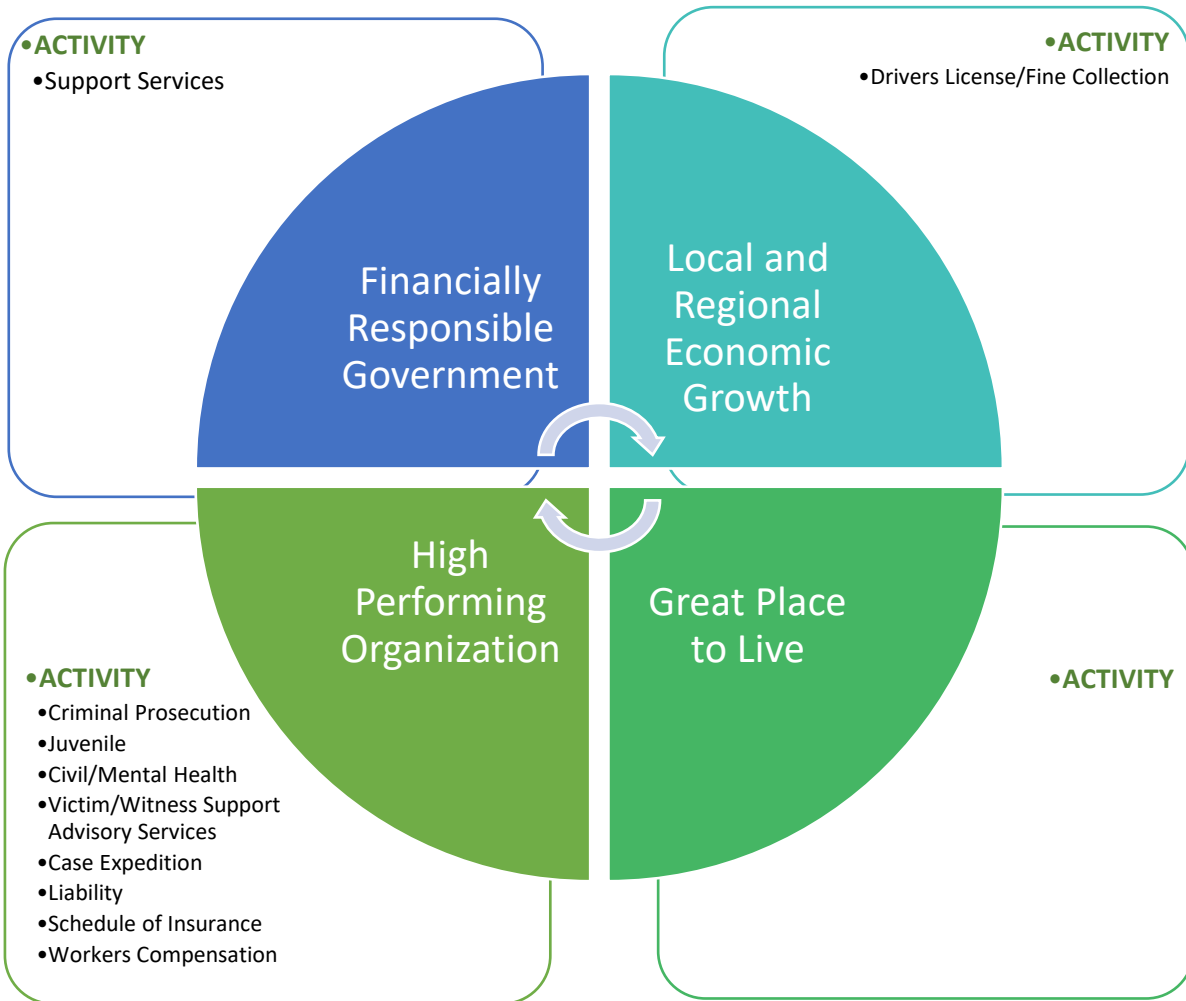 •ACTIVITY
•Support Services
•ACTIVITY
•Drivers License/Fine Collection
Financially
Responsible
Government
Local and
Regional
Economic
Growth
High
Performing
Organization
Great Place
to Live
•ACTIVITY
•Criminal Prosecution
•Juvenile
•Civil/Mental Health
•Victim/Witness Support
Advisory Services
•Case Expedition
•Liability
•Schedule of Insurance
•Workers Compensation
•ACTIVITY